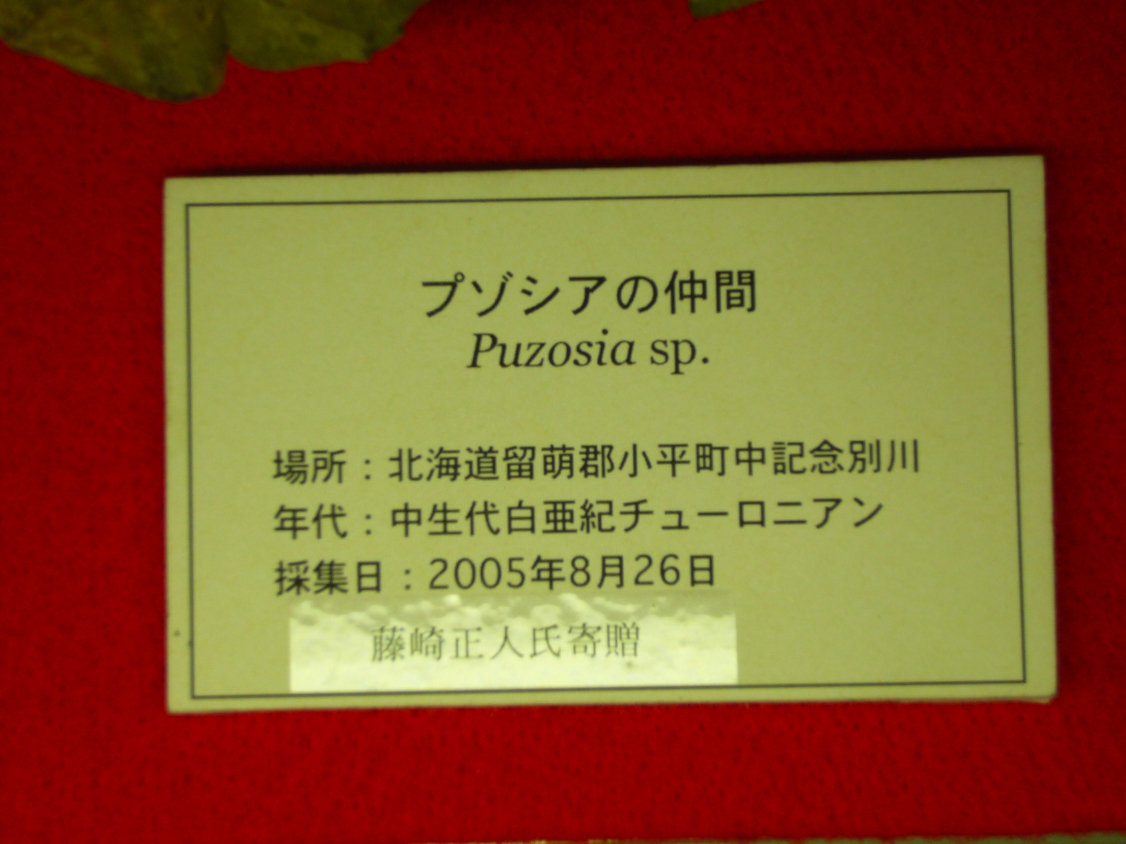 プゾシアの仲間
Puzosia sp.
場所：北海道留萌郡小平町中記念別川
年代：中生代白亜紀チューロニアン
採集日：2005年8月26日
藤崎正人氏寄贈